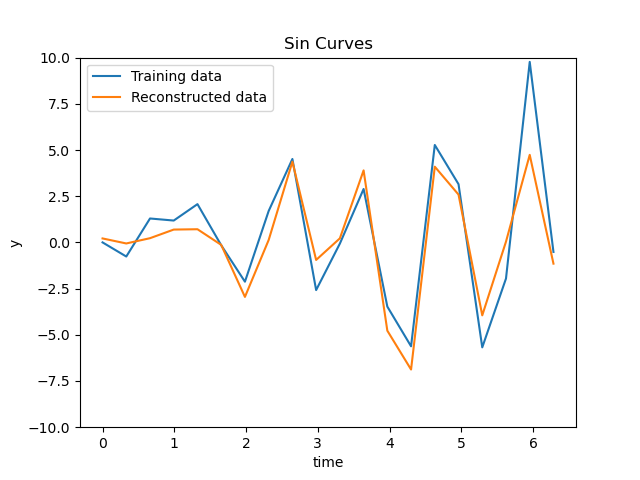 Sin Curves
Training data
Reconstructed data
10.0
7.5
5.0
2.5
0.0
−2.5
−5.0
−7.5
−10.0
y
0 1 2 3 4 5 6
time